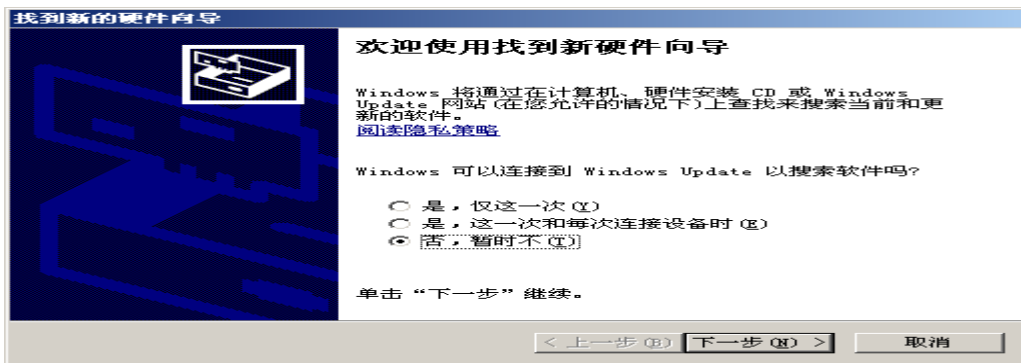 找到新的硬件向导
欢迎使用找到新硬件向导
Windows 将通过在计算机、硬件安装 CD 或 Windows
Update 网站(在您允许的情况下)上查找来搜索当前和更
新的软件。
阅读隐私策略
Windows 可以连接到 Windows Update 以搜索软件吗?
是，仅这一次(Y)
是，这一次和每次连接设备时(E)
否，暂时不(T)
单击“下一步”继续。
< 上一步(B) 下一步(N) > 取消